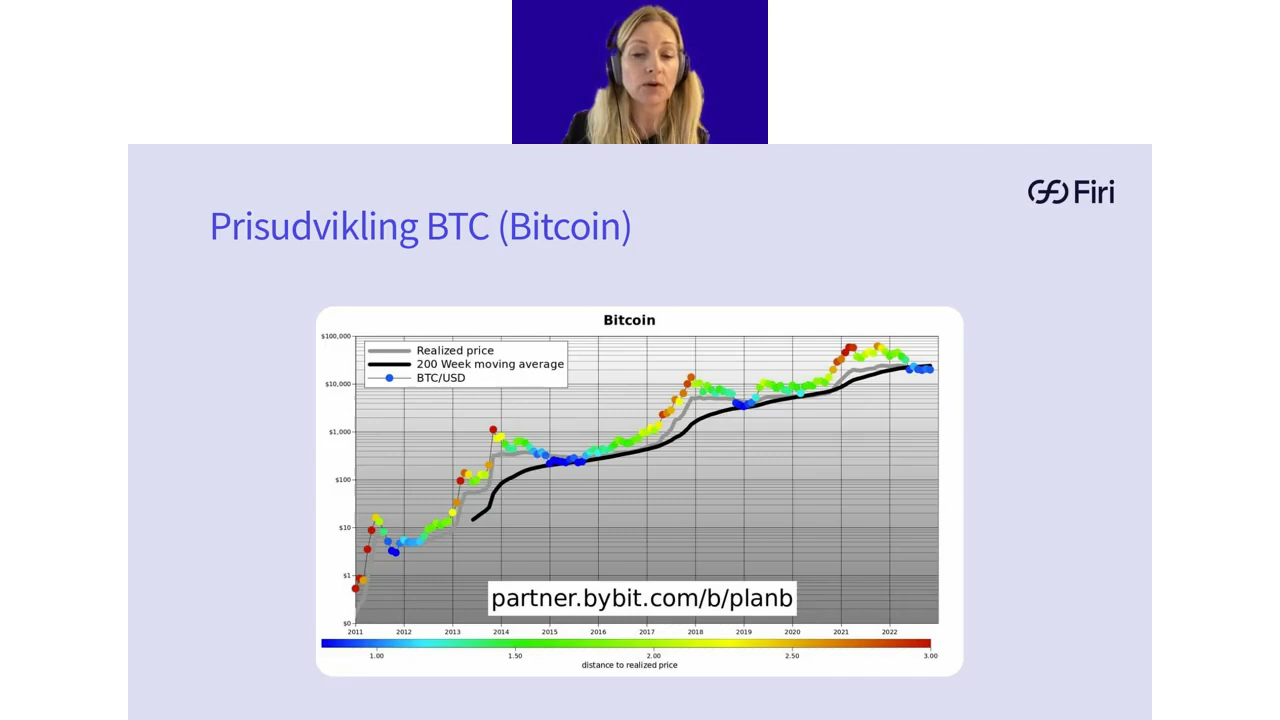 Firi
Prisudvikling BTC (Bitcoin)
Bitcoin
Realized price
200 Week moving average
BTC/USD
$100,000
$10,000
$1,000
$100
$10
$1
$0
partner.bybit.com/b/planb
2011 2012 2013 2014 2015 2016 2017 2018 2019 2020 2021 2022
1.00 1.50 2.00 2.50 3.00
distance to realized price